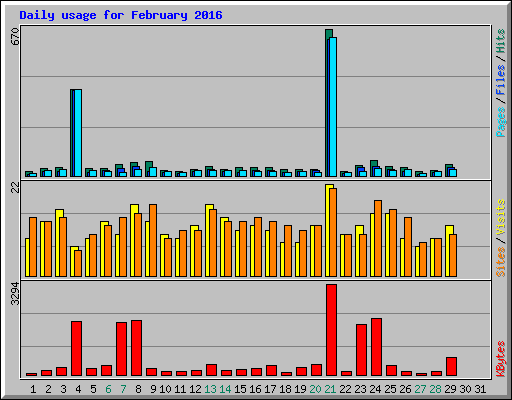 Daily usage for February 2016
670
Pages / Files / Hits
22
Sites / Visits
3294
KBytes
1 2 3 4 5 6 7 8 9 10 11 12 13 14 15 16 17 18 19 20 21 22 23 24 25 26 27 28 29 30 31